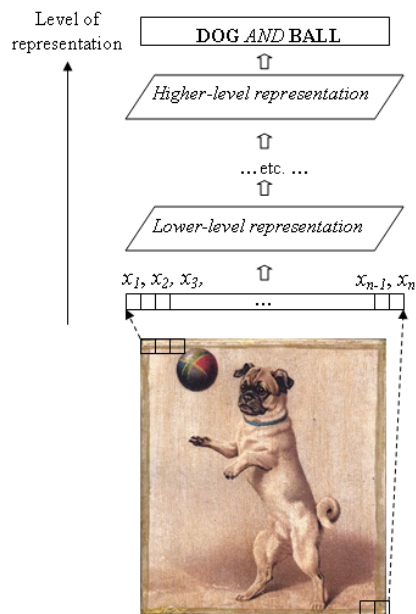 Level of
representation
DOG AND BALL
Higher-level representation
...etc. ...
Lower-level representation
x1, x2, x3,
xn-1, xn
...